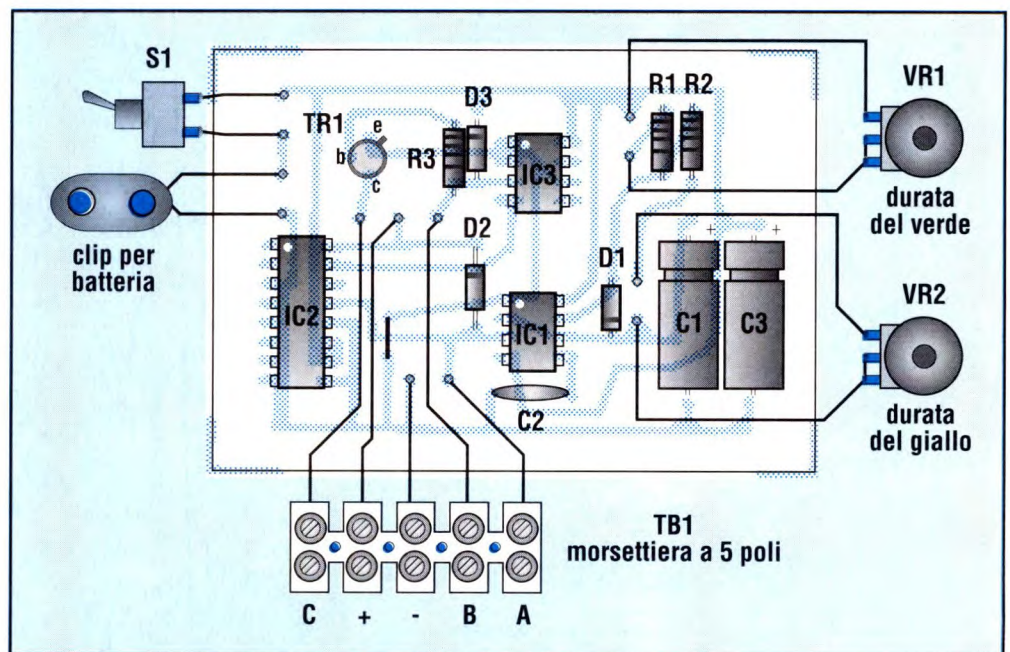 S1
clip per
batteria
TR1
e
b
c
R3
D3
IC3
R1 R2
VR1
durata
del verde
D2
D1
IC2
IC1
C1
+
C3
+
C2
VR2
durata
del giallo
TB1
morsettiera a 5 poli
C + - B A